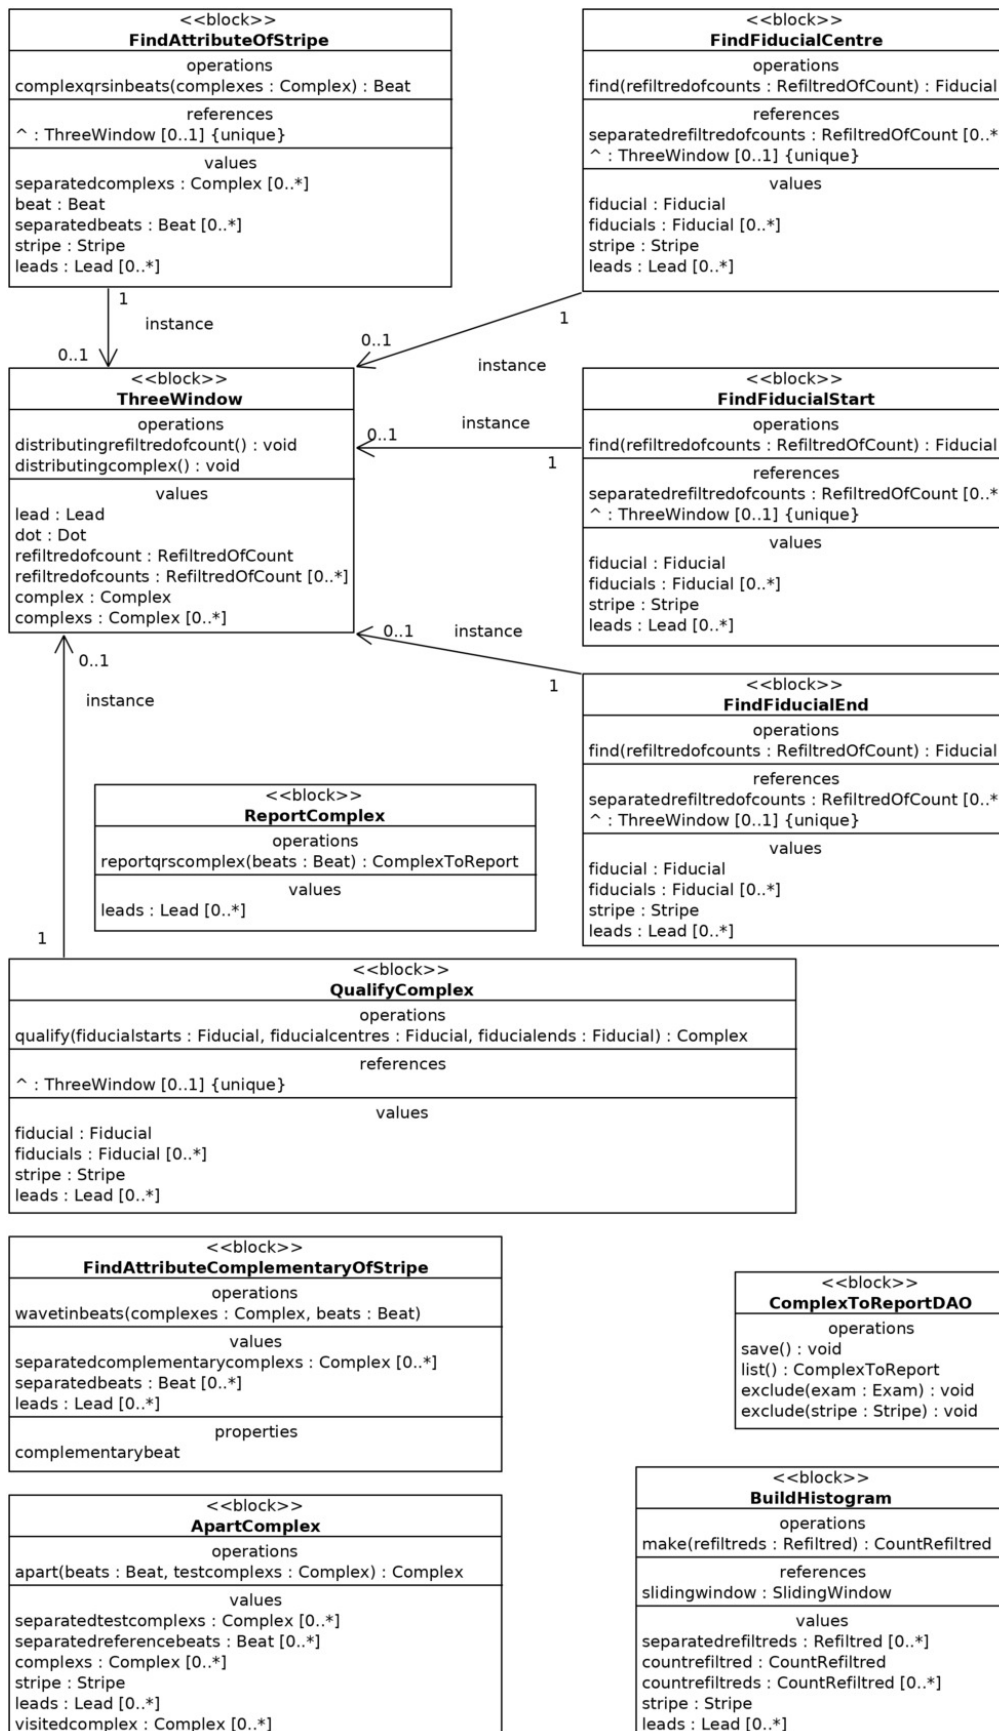 <<block>>
FindAttributeOfStripe
operations
complexqrsinbeats(complexes : Complex) : Beat
references
^ : ThreeWindow [0..1] {unique}
values
separatedcomplexs : Complex [0..*]
beat : Beat
separatedbeats : Beat [0..*]
stripe : Stripe
leads : Lead [0..*]
<<block>>
FindFiducialCentre
operations
find(refiltredofcounts : RefiltredOfCount) : Fiducial
references
separatedrefiltredofcounts : RefiltredOfCount [0..*
^ : ThreeWindow [0..1] {unique}
values
fiducial : Fiducial
fiducials : Fiducial [0..*]
stripe : Stripe
leads : Lead [0..*]
1
instance
0..1
1
0..1
instance
<<block>>
ThreeWindow
operations
distributingrefiltredofcount() : void
distributingcomplex() : void
values
lead : Lead
dot : Dot
refiltredofcount : RefiltredOfCount
refiltredofcounts : RefiltredOfCount [0..*]
complex : Complex
complexs : Complex [0..*]
instance
0..1
1
<<block>>
FindFiducialStart
operations
find(refiltredofcounts : RefiltredOfCount) : Fiducial
references
separatedrefiltredofcounts : RefiltredOfCount [0..*
^ : ThreeWindow [0..1] {unique}
values
fiducial : Fiducial
fiducials : Fiducial [0..*]
stripe : Stripe
leads : Lead [0..*]
0..1
instance
1
0..1
instance
1
<<block>>
FindFiducialEnd
operations
find(refiltredofcounts : RefiltredOfCount) : Fiducial
references
separatedrefiltredofcounts : RefiltredOfCount [0..*
^ : ThreeWindow [0..1] {unique}
values
fiducial : Fiducial
fiducials : Fiducial [0..*]
stripe : Stripe
leads : Lead [0..*]
<<block>>
ReportComplex
operations
reportqrscomplex(beats : Beat) : ComplexToReport
values
leads : Lead [0..*]
<<block>>
QualifyComplex
operations
qualify(fiducialstarts : Fiducial, fiducialcentres : Fiducial, fiducialends : Fiducial) : Complex
references
^ : ThreeWindow [0..1] {unique}
values
fiducial : Fiducial
fiducials : Fiducial [0..*]
stripe : Stripe
leads : Lead [0..*]
<<block>>
FindAttributeComplementaryOfStripe
operations
wavetinbeats(complexes : Complex, beats : Beat)
values
separatedcomplementarycomplexs : Complex [0..*]
separatedbeats : Beat [0..*]
leads : Lead [0..*]
properties
complementarybeat
<<block>>
ComplexToReportDAO
operations
save() : void
list() : ComplexToReport
exclude(exam : Exam) : void
exclude(stripe : Stripe) : void
<<block>>
ApartComplex
operations
apart(beats : Beat, testcomplexs : Complex) : Complex
values
separatedtestcomplexs : Complex [0..*]
separatedreferencebeats : Beat [0..*]
complexs : Complex [0..*]
stripe : Stripe
leads : Lead [0..*]
visitedcomplex : Complex [0..*]
<<block>>
BuildHistogram
operations
make(refiltreds : Refiltred) : CountRefiltred
references
slidingwindow : SlidingWindow
values
separatedrefiltreds : Refiltred [0..*]
countrefiltred : CountRefiltred
countrefiltreds : CountRefiltred [0..*]
stripe : Stripe
leads : Lead [0..*]